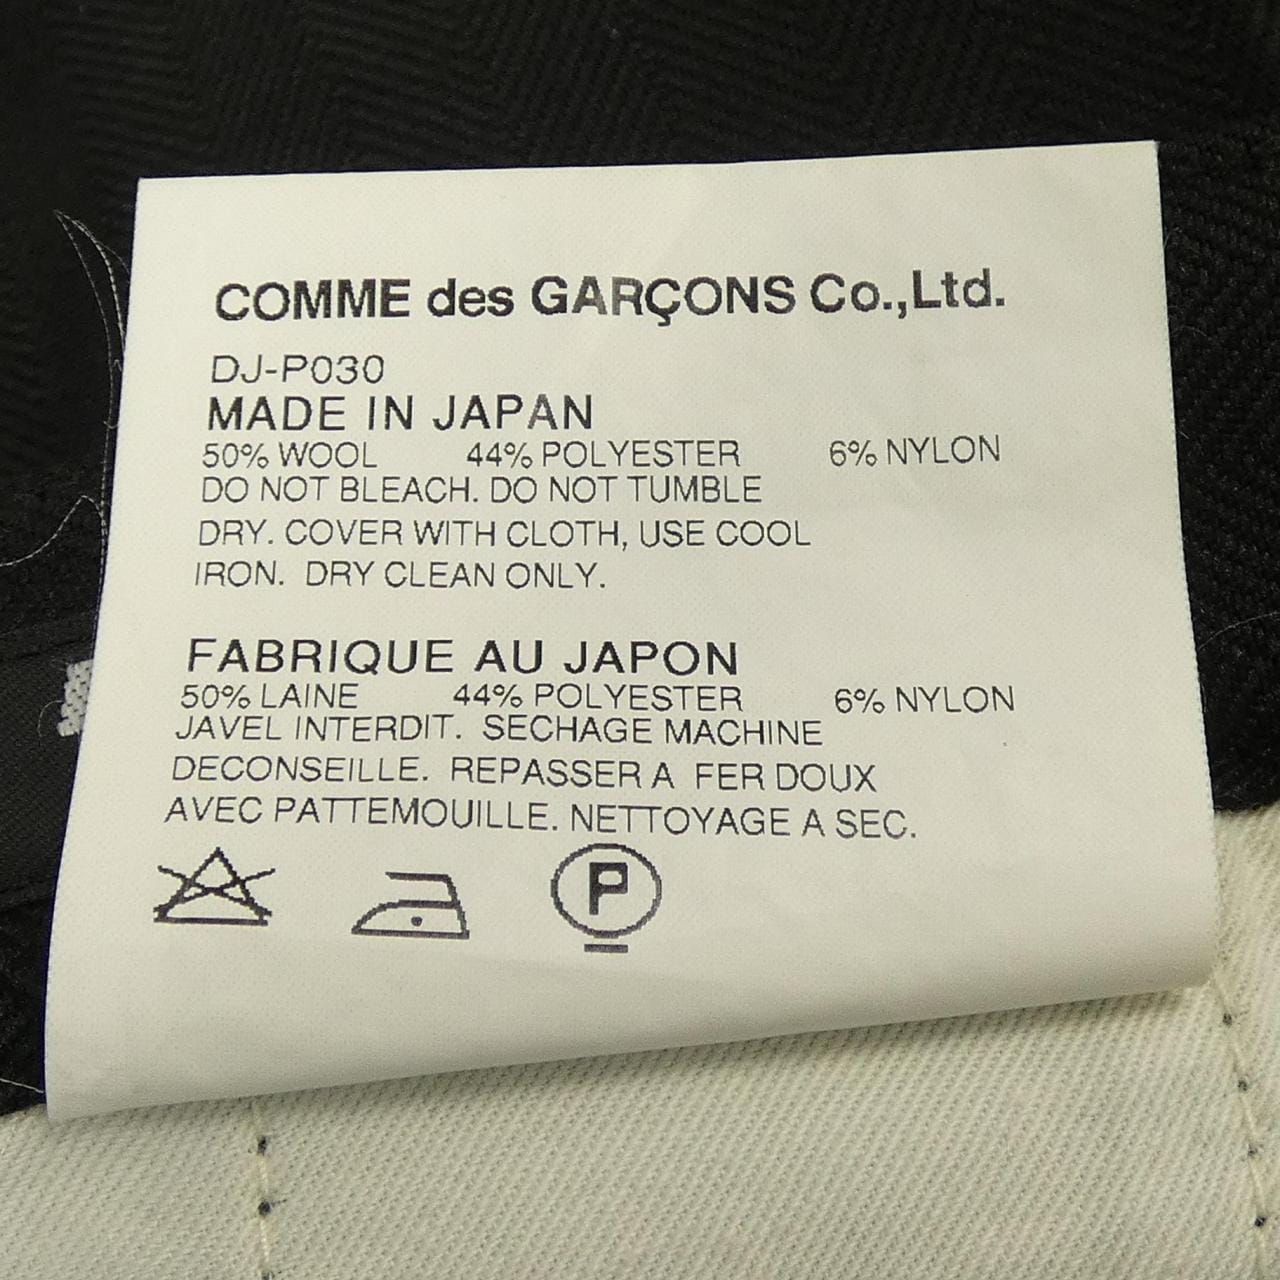 COMME des GARÇONS Co.,Ltd.
DJ-P030
MADE IN JAPAN
50% WOOL 44% POLYESTER 6% NYLON
DO NOT BLEACH. DO NOT TUMBLE
DRY. COVER WITH CLOTH, USE COOL
IRON. DRY CLEAN ONLY.
FABRIQUE AU JAPON
50% LAINE 44% POLYESTER 6% NYLON
JAVEL INTERDIT. SECHAGE MACHINE
DECONSEILLE. REPASSER A FER DOUX
AVEC PATTEMOUILLE. NETTOYAGE A SEC.
P